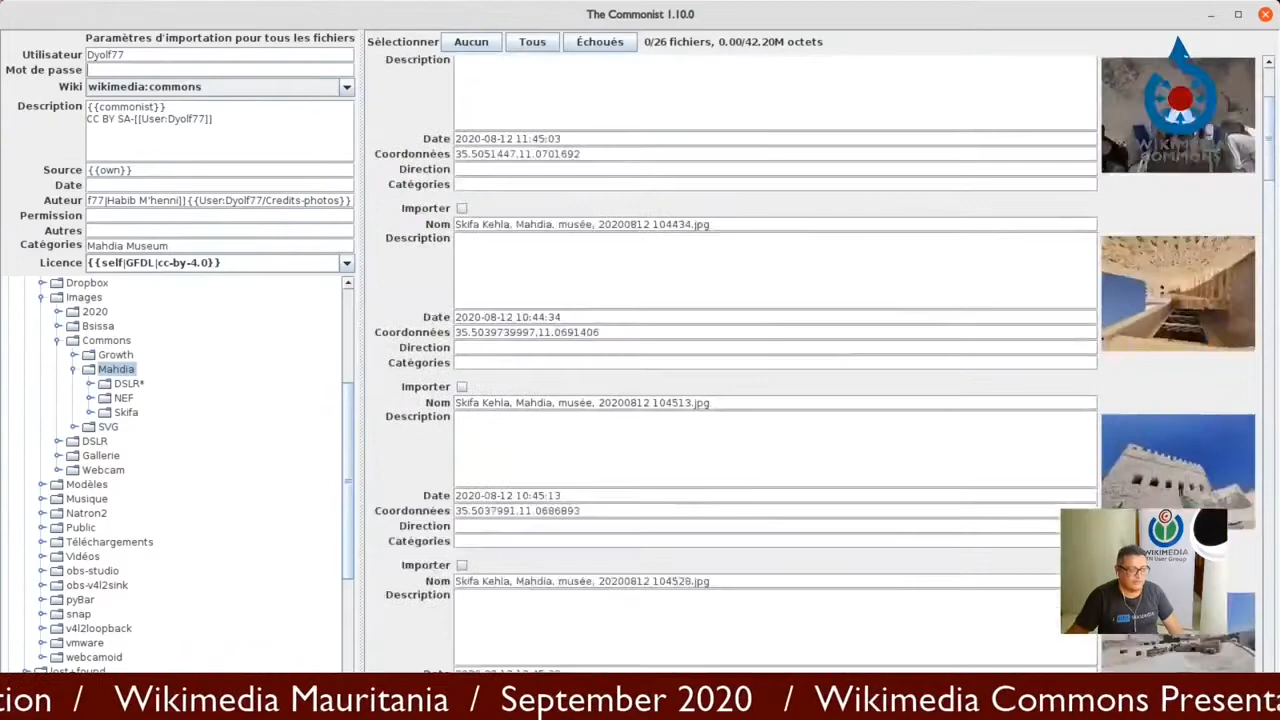 The Commonist 1.10.0
Paramètres d'importation pour tous les fichiers
Utilisateur Dyolf77
Mot de passe
Wiki wikimedia:commons
Description {{commonist}}
CC BY SA-[[User:Dyolf77]]
Source {{own}}
Date
Auteur f77|Habib M'henni]] {{User:Dyolf77/Credits-photos}}
Permission
Autres
Catégories Mahdia Museum
Licence {{self|GFDL|cc-by-4.0}}
Dropbox
Images
2020
Bsissa
Commons
Growth
Mahdia
DSLR*
NEF
Skifa
SVG
DSLR
Gallerie
Webcam
Modèles
Musique
Natron2
Public
Téléchargements
Vidéos
obs-studio
obs-v4l2sink
pyBar
snap
v4l2loopback
vmware
webcamoid
lost+found
Sélectionner Aucun Tous Échoués 0/26 fichiers, 0.00/42.20M octets
Description
Date 2020-08-12 11:45:03
Coordonnées 35.5051447,11.0701692
Direction
Catégories
Importer
Nom Skifa Kehla, Mahdia, musée, 20200812 104434.jpg
Description
Date 2020-08-12 10:44:34
Coordonnées 35.5039739997,11.0691406
Direction
Catégories
Importer
Nom Skifa Kehla, Mahdia, musée, 20200812 104513.jpg
Description
Date 2020-08-12 10:45:13
Coordonnées 35.5037991,11.0686893
Direction
Catégories
Importer
Nom Skifa Kehla, Mahdia, musée, 20200812 104528.jpg
Description
WIKIMEDIA
COMMONS
WIKIMEDIA
TN User Group
tion / Wikimedia Mauritania / September 2020 / Wikimedia Commons Presenta